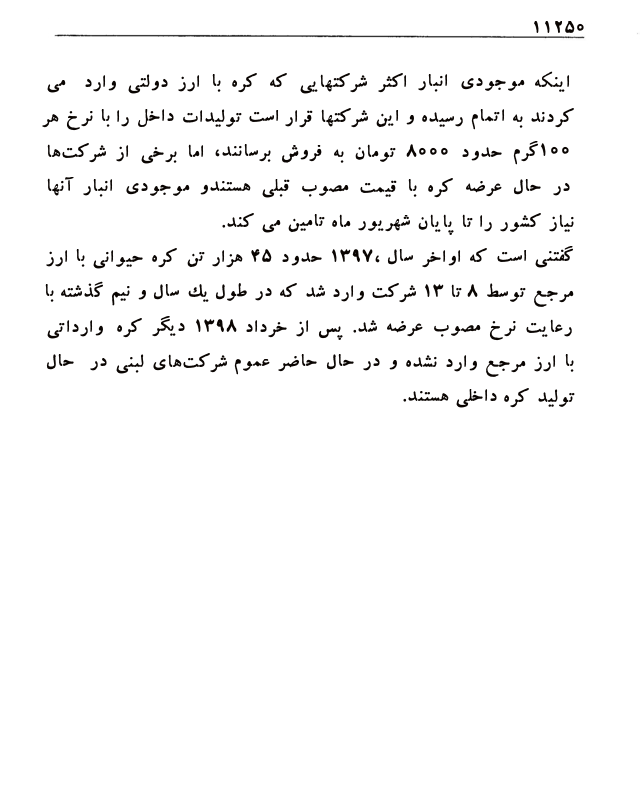 ۱۱۲۵۰
اینکه موجودی انبار اکثر شرکتهایی که کره با ارز دولتی وارد می
کردند به اتمام رسیده و این شرکتها قرار است تولیدات داخل را با نرخ هر
۱۰۰گرم حدود ۸۰۰۰ تومان به فروش برسانند، اما برخی از شرکت‌ها
در حال عرضه کره با قیمت مصوب قبلی هستندو موجودی انبار آنها
نیاز کشور را تا پایان شهریور ماه تامین می کند.
گفتنی است که اواخر سال ،۱۳۹۷ حدود ۴۵ هزار تن کره حیوانی با ارز
مرجع توسط ۸ تا ۱۳ شرکت وارد شد که در طول یك سال و نیم گذشته با
رعایت نرخ مصوب عرضه شد. پس از خرداد ۱۳۹۸ دیگر کره وارداتی
با ارز مرجع وارد نشده و در حال حاضر عموم شرکت‌های لبنی در حال
تولید کره داخلی هستند.